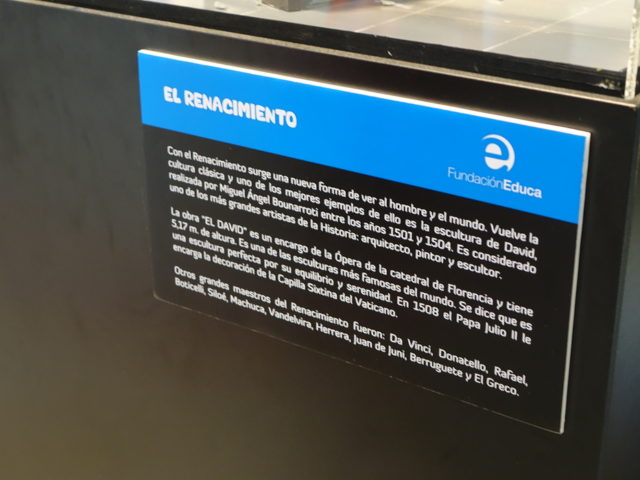 EL RENACIMIENTO
e
FundaciónEduca
Con el Renacimiento surge una nueva forma de ver al hombre y el mundo. Vuelve la
cultura clásica y uno de los mejores ejemplos de ello es la escultura de David,
realizada por Miguel Ángel Bounarroti entre los años 1501 y 1504. Es considerado
uno de los más grandes artistas de la Historia: arquitecto, pintor y escultor.
La obra "EL DAVID" es un encargo de la Ópera de la catedral de Florencia y tiene
5,17 m. de altura. Es una de las esculturas más famosas del mundo. Se dice que es
una escultura perfecta por su equilibrio y serenidad. En 1508 el Papa Julio II le
encarga la decoración de la Capilla Sixtina del Vaticano.
Otros grandes maestros del Renacimiento fueron: Da Vinci, Donatello, Rafael,
Boticelli, Siloé, Machuca, Vandelvira, Herrera, Juan de Juni, Berruguete y El Greco.